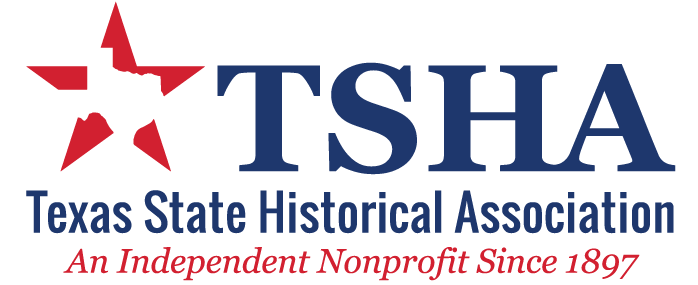 TSHA
Texas State Historical Association
An Independent Nonprofit Since 1897